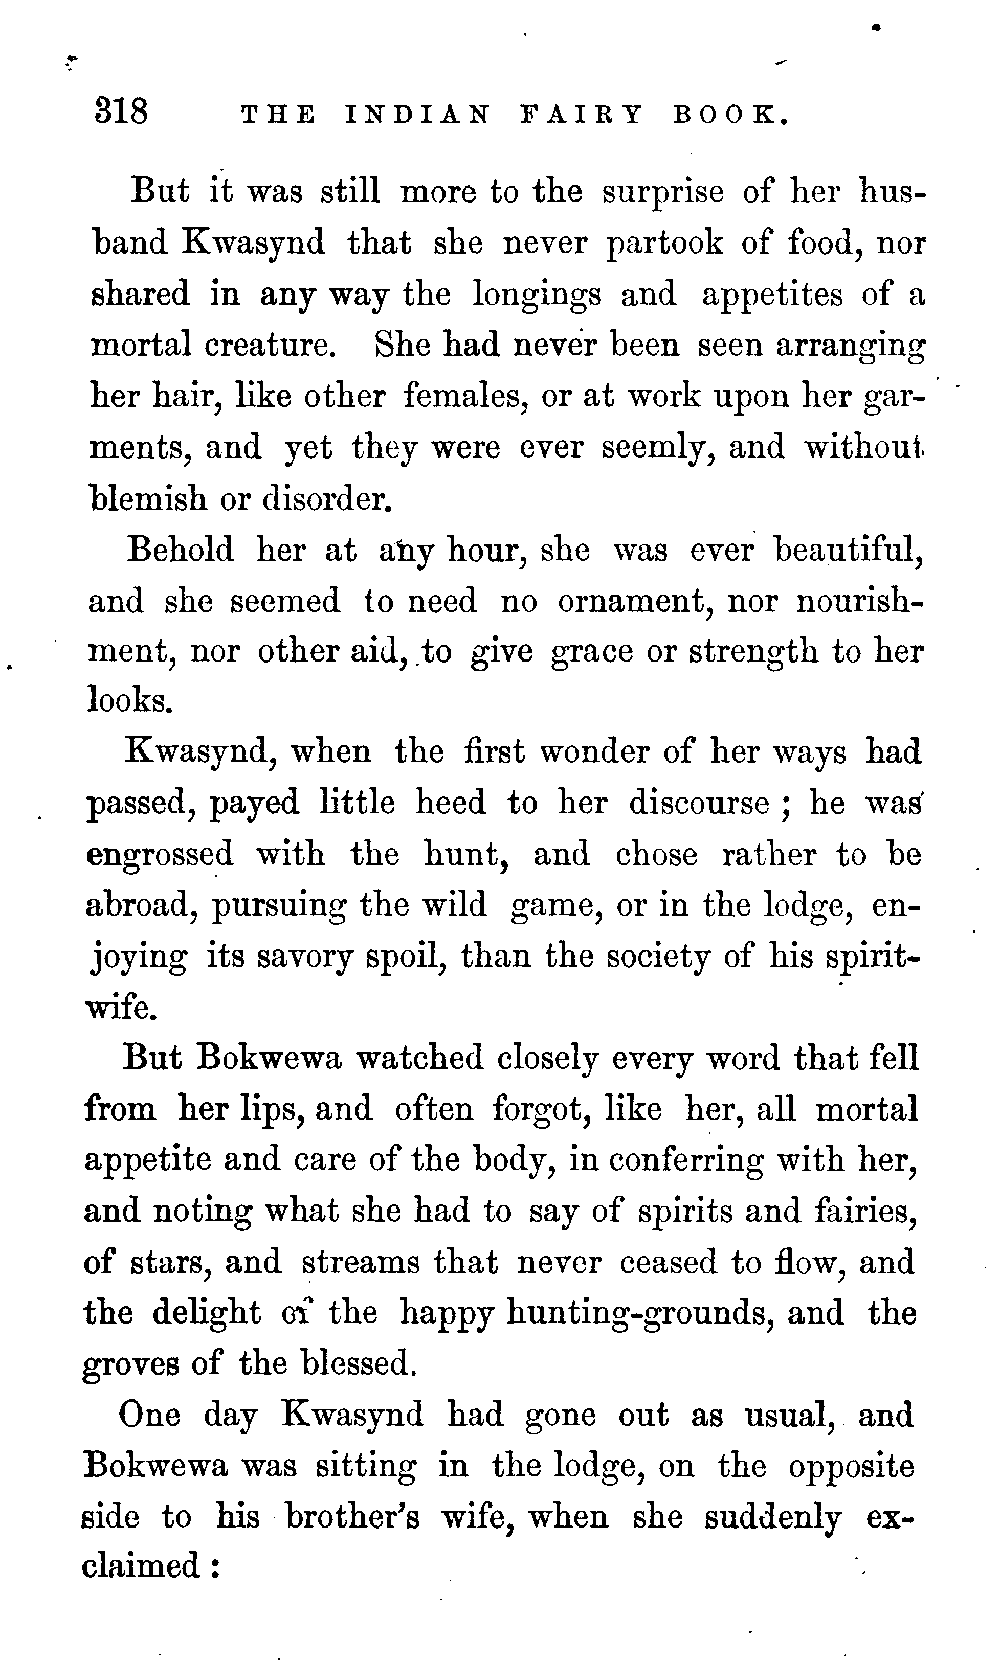 318 THE INDIAN FAIRY BOOK.
But it was still more to the surprise of her hus-
band Kwasynd that she never partook of food, nor
shared in any way the longings and appetites of a
mortal creature. She had never been seen arranging
her hair, like other females, or at work upon her gar-
ments, and yet they were ever seemly, and without
blemish or disorder.
Behold her at any hour, she was ever beautiful,
and she seemed to need no ornament, nor nourish-
ment, nor other aid, to give grace or strength to her
looks.
Kwasynd, when the first wonder of her ways had
passed, payed little heed to her discourse ; he was
engrossed with the hunt, and chose rather to be
abroad, pursuing the wild game, or in the lodge, en-
joying its savory spoil, than the society of his spirit-
wife.
But Bokwewa watched closely every word that fell
from her lips, and often forgot, like her, all mortal
appetite and care of the body, in conferring with her,
and noting what she had to say of spirits and fairies,
of stars, and streams that never ceased to flow, and
the delight of the happy hunting-grounds, and the
groves of the blessed.
One day Kwasynd had gone out as usual, and
Bokwewa was sitting in the lodge, on the opposite
side to his brother's wife, when she suddenly ex-
claimed :